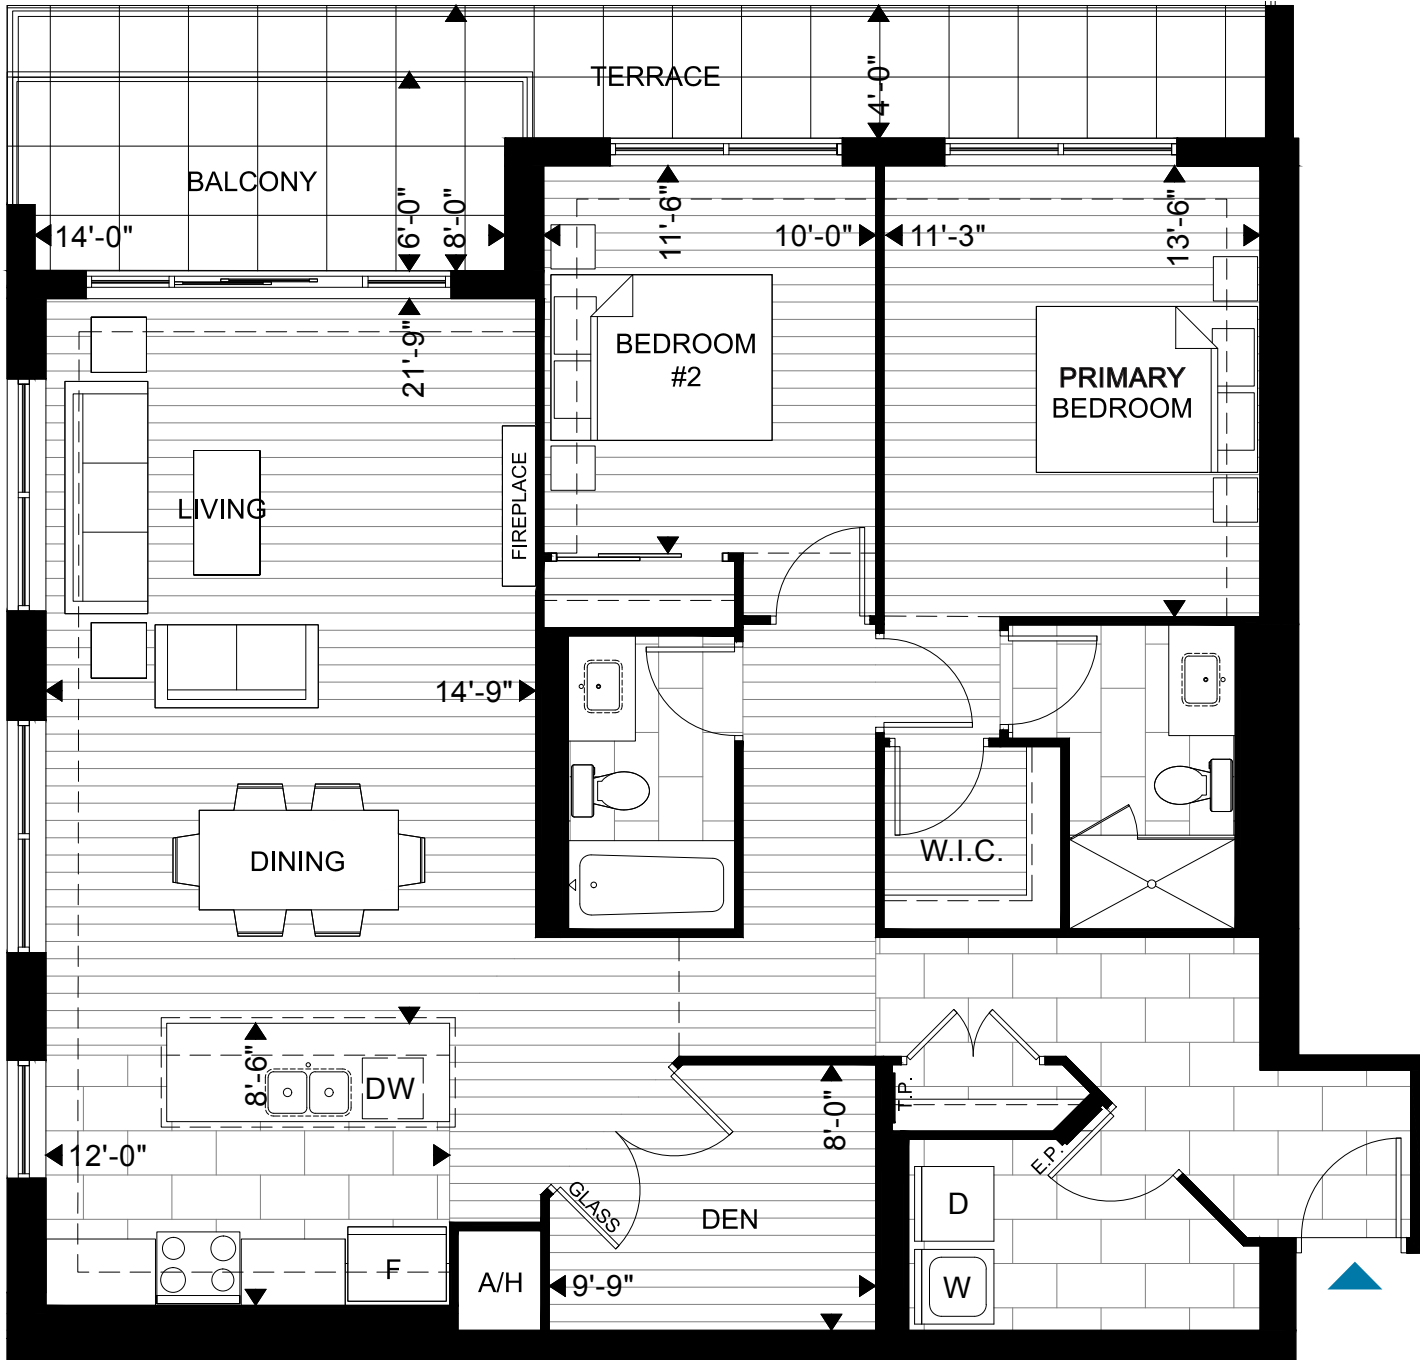 TERRACE
4'-0"
BALCONY
6'-0"
8'-0"
14'-0"
11'-6"
10'-0"
11'-3"
13'-6"
21'-9"
BEDROOM
#2
PRIMARY
BEDROOM
LIVING
FIREPLACE
14'-9"
DINING
W.I.C.
8'-6"
DW
T.P.
8'-0"
12'-0"
E.P.
GLASS
DEN
D
F
A/H
9'-9"
W